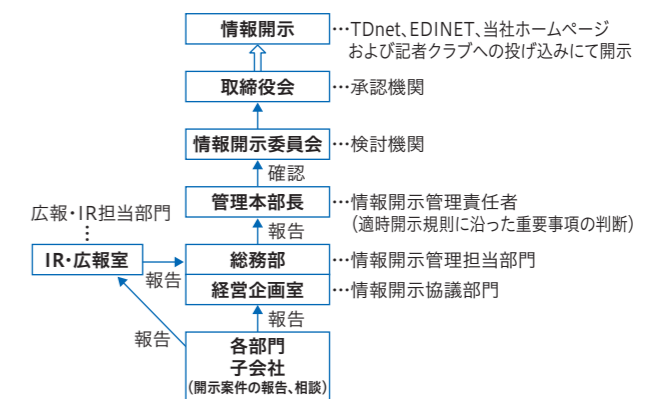 情報開示
…TDnet、EDINET、当社ホームページ
および記者クラブへの投げ込みにて開示
取締役会
…承認機関
情報開示委員会
…検討機関
確認
管理本部長
…情報開示管理責任者
(適時開示規則に沿った重要事項の判断)
広報・IR担当部門
…
報告
IR・広報室
報告
総務部
…情報開示管理担当部門
経営企画室
…情報開示協議部門
報告
報告
各部門
子会社
(開示案件の報告、相談)